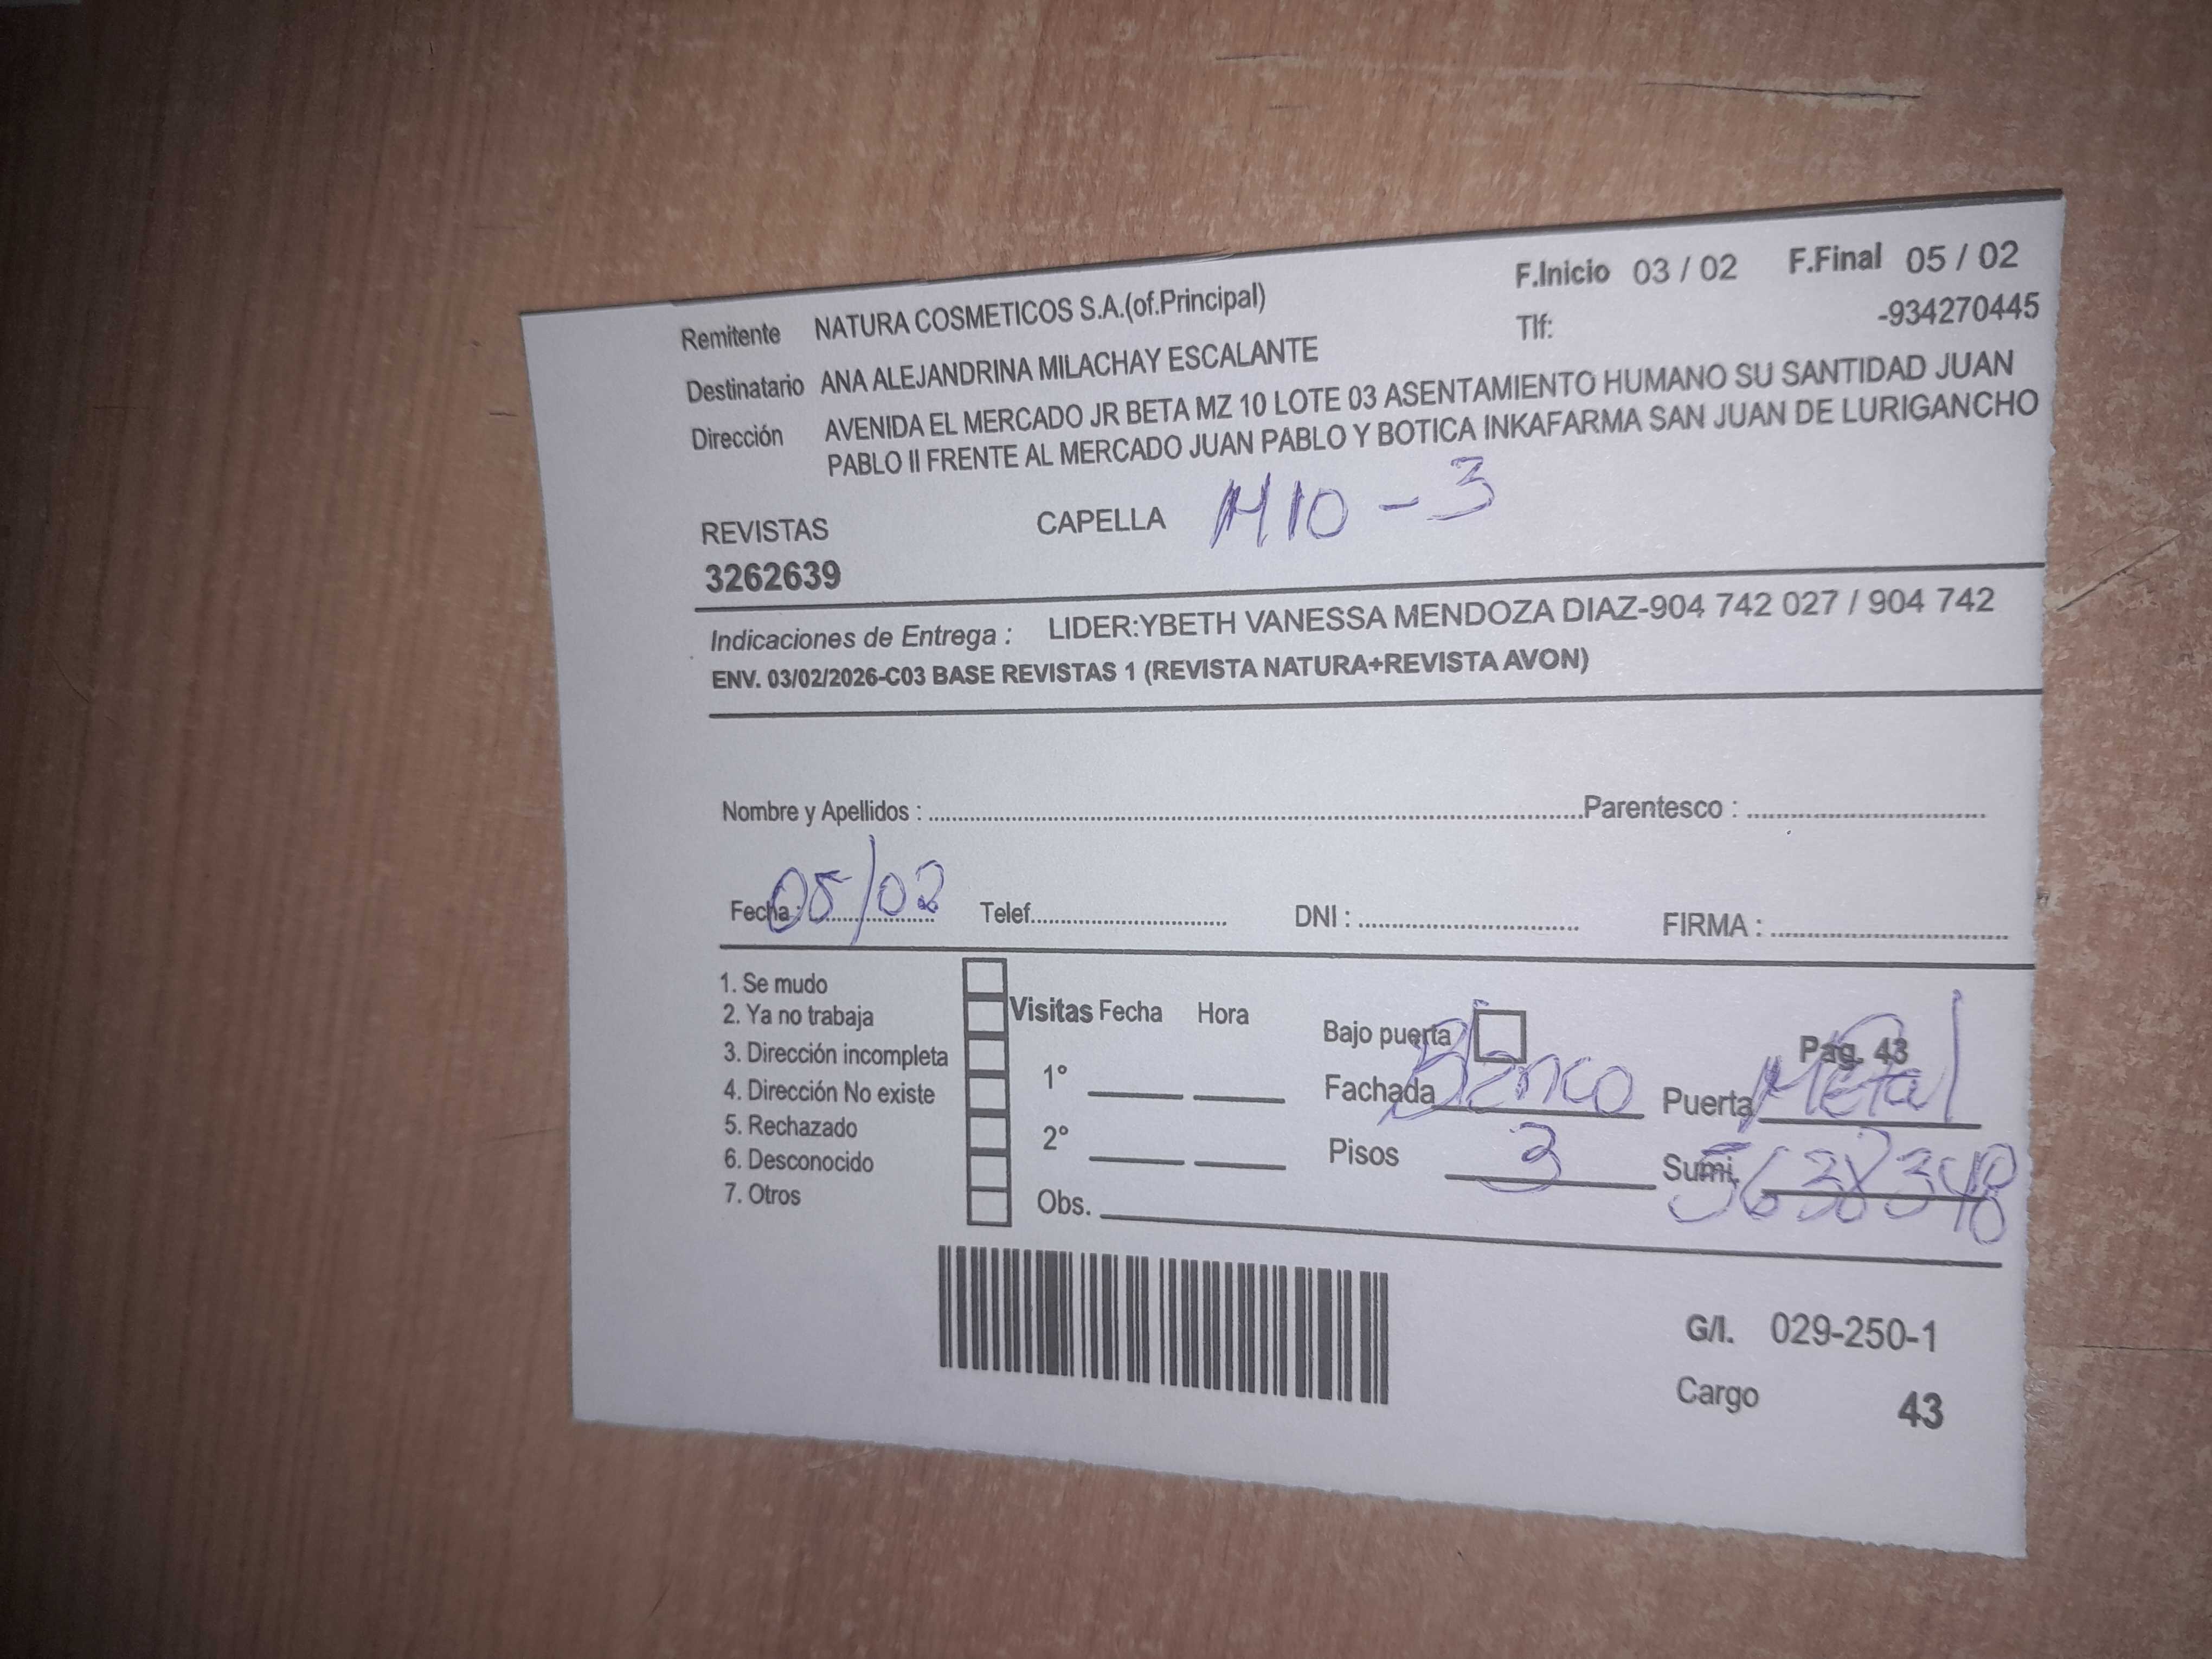 F.Inicio 03 / 02 F.Final 05 / 02
Remitente NATURA COSMETICOS S.A.(of.Principal) Tlf: -934270445
Destinatario ANA ALEJANDRINA MILACHAY ESCALANTE
Dirección AVENIDA EL MERCADO JR BETA MZ 10 LOTE 03 ASENTAMIENTO HUMANO SU SANTIDAD JUAN
PABLO II FRENTE AL MERCADO JUAN PABLO Y BOTICA INKAFARMA SAN JUAN DE LURIGANCHO
REVISTAS CAPELLA M10 - 3
3262639
Indicaciones de Entrega : LIDER:YBETH VANESSA MENDOZA DIAZ-904 742 027 / 904 742
ENV. 03/02/2026-C03 BASE REVISTAS 1 (REVISTA NATURA+REVISTA AVON)
Nombre y Apellidos : Parentesco :
Fecha : 05/02 Telef. DNI : FIRMA :
1. Se mudo
2. Ya no trabaja Visitas Fecha Hora Bajo puerta Pag. 43
3. Dirección incompleta 1° Fachada Blanco Puerta Metal
4. Dirección No existe
5. Rechazado 2° Pisos 3 Sumi. 5638348
6. Desconocido
7. Otros Obs.
G/I. 029-250-1
Cargo 43